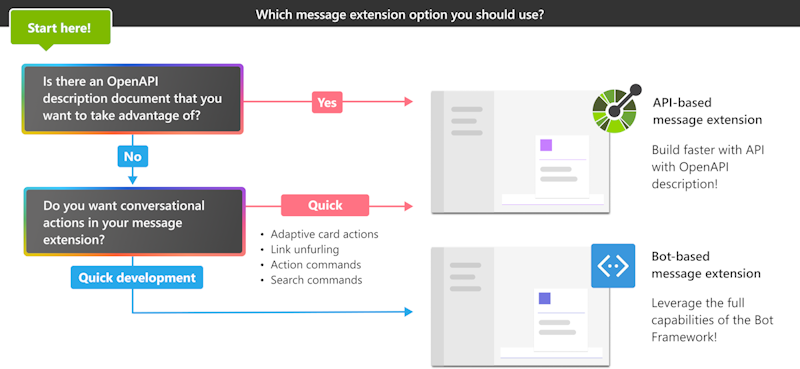 Which message extension option you should use?
Start here!
Is there an OpenAPI
description document that you
want to take advantage of?
Yes
API-based
message extension
Build faster with API
with OpenAPI
description!
No
Do you want conversational
actions in your message
extension?
Quick
• Adaptive card actions
• Link unfurling
• Action commands
• Search commands
Quick development
Bot-based
message extension
Leverage the full
capabilities of the Bot
Framework!